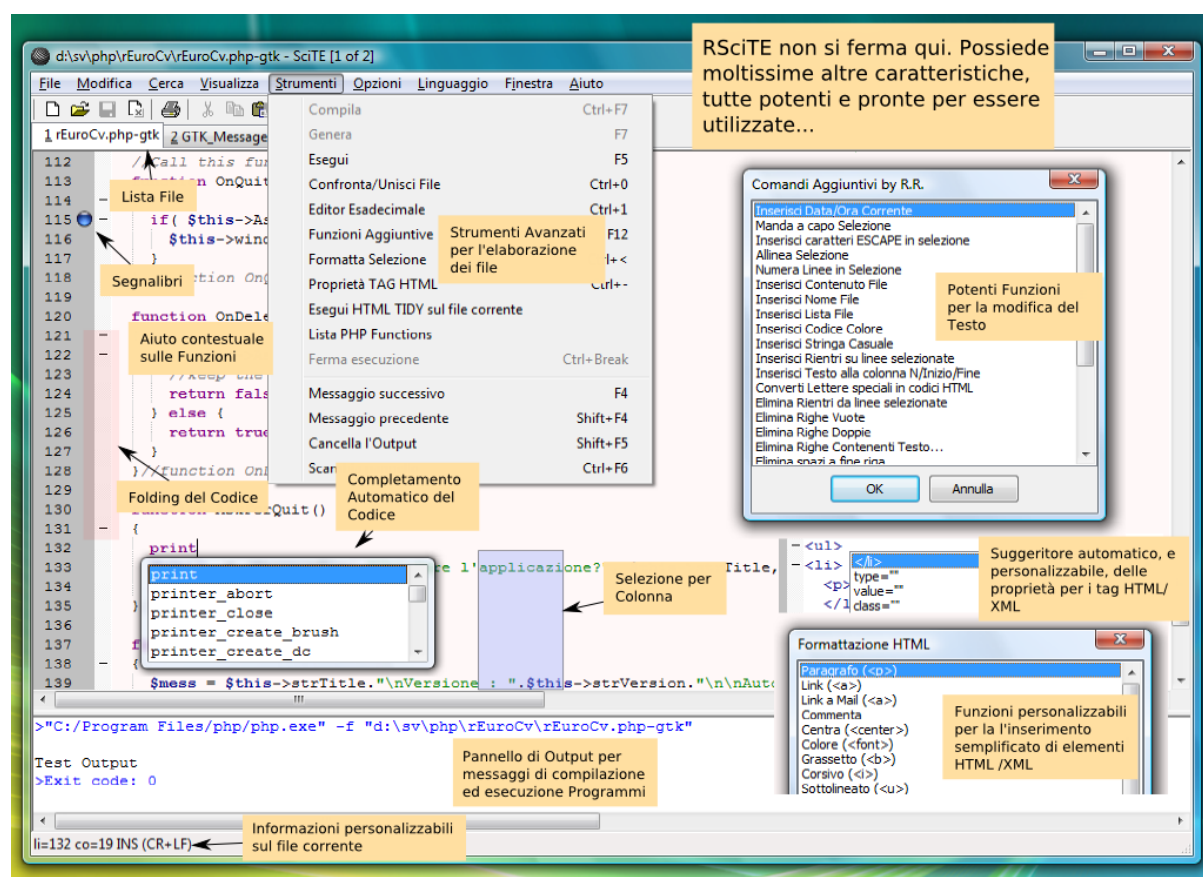 d:\sv\php\rEuroCv\rEuroCv.php-gtk - SciTE [1 of 2]
RSciTE non si ferma qui. Possiede
moltissime altre caratteristiche,
tutte potenti e pronte per essere
utilizzate...
File Modifica Cerca Visualizza Strumenti Opzioni Linguaggio Finestra Aiuto
1 rEuroCv.php-gtk 2 GTK_Message
Compila Ctrl+F7
Genera F7
Esegui F5
Confronta/Unisci File Ctrl+0
Editor Esadecimale Ctrl+1
Funzioni Aggiuntive F12
Formatta Selezione
Proprietà TAG HTML Ctrl+-
Esegui HTML TIDY sul file corrente
Lista PHP Functions
Ferma esecuzione Ctrl+Break
Messaggio successivo F4
Messaggio precedente Shift+F4
Cancella l'Output Shift+F5
Ctrl+F6
Strumenti Avanzati
per l'elaborazione
dei file
Lista File
Segnalibri
Aiuto contestuale
sulle Funzioni
Folding del Codice
Completamento
Automatico del
Codice
112 //Call this
113 OnQuit
114 -
115 - if( $this->
116
117 }
118
119
120 function
121 -
122 -
123 //keep the
124 return
125 } else {
126 return true
127 }
128 }//function
129
130 Quit()
131 - {
132 print
133 l'applicazione?
134
135 }
136
137
138 - {
139 $mess = $this->strTitle."\nVersione : ".$this->strVersion."\n\n
print
printer_abort
printer_close
printer_create_brush
printer_create_dc
Selezione per
Colonna
Comandi Aggiuntivi by R.R.
Inserisci Data/Ora Corrente
Manda a capo Selezione
Inserisci caratteri ESCAPE in selezione
Allinea Selezione
Numera Linee in Selezione
Inserisci Contenuto File
Inserisci Nome File
Inserisci Lista File
Inserisci Codice Colore
Inserisci Stringa Casuale
Inserisci Rientri su linee selezionate
Inserisci Testo alla colonna N/Inizio/Fine
Converti Lettere speciali in codici HTML
Elimina Rientri da linee selezionate
Elimina Righe Vuote
Elimina Righe Doppie
Elimina Righe Contenenti Testo...
Elimina spazi a fine riga
OK Annulla
Potenti Funzioni
per la modifica del
Testo
<ul>
<li> </li>
type=""
<p> value=""
class=""
Suggeritore automatico, e
personalizzabile, delle
proprietà per i tag HTML/
XML
Formattazione HTML
Paragrafo (<p>)
Link (<a>)
Link a Mail (<a>)
Commenta
Centra (<center>)
Colore (<font>)
Grassetto (<b>)
Corsivo (<i>)
Sottolineato (<u>)
Funzioni personalizzabili
per la l'inserimento
semplificato di elementi
HTML /XML
>"C:/Program Files/php/php.exe" -f "d:\sv\php\rEuroCv\rEuroCv.php-gtk"
Test Output
>Exit code: 0
Pannello di Output per
messaggi di compilazione
ed esecuzione Programmi
li=132 co=19 INS (CR+LF)
Informazioni personalizzabili
sul file corrente